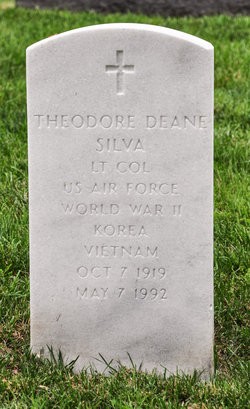 THEODORE DEANE
SILVA
LT COL
US AIR FORCE
WORLD WAR II
KOREA
VIETNAM
OCT 7 1919
MAY 7 1992